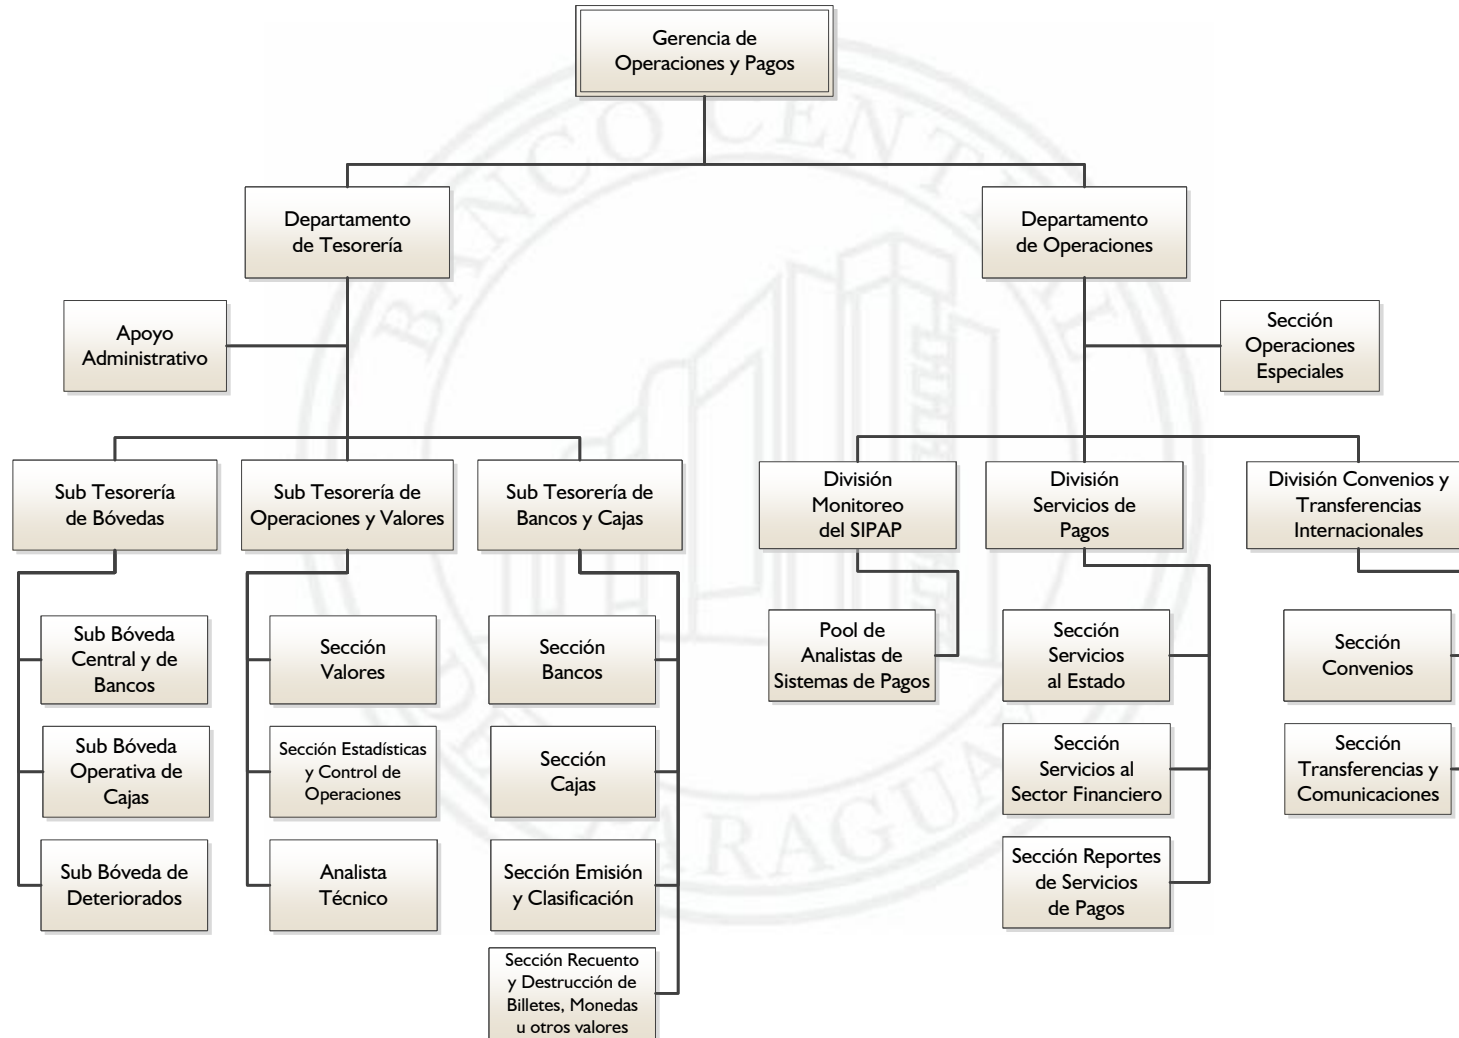 Gerencia de
Operaciones y Pagos
Departamento
de Tesorería
Departamento
de Operaciones
Apoyo
Administrativo
Sección
Operaciones
Especiales
Sub Tesorería
de Bóvedas
Sub Tesorería de
Operaciones y Valores
Sub Tesorería de
Bancos y Cajas
División
Monitoreo
del SIPAP
División
Servicios de
Pagos
División Convenios y
Transferencias
Internacionales
Sub Bóveda
Central y de
Bancos
Sección
Valores
Sección
Bancos
Pool de
Analistas de
Sistemas de Pagos
Sección
Servicios
al Estado
Sección
Convenios
Sub Bóveda
Operativa de
Cajas
Sección Estadísticas
y Control de
Operaciones
Sección
Cajas
Sección
Servicios al
Sector Financiero
Sección
Transferencias y
Comunicaciones
Sub Bóveda de
Deteriorados
Analista
Técnico
Sección Emisión
y Clasificación
Sección Reportes
de Servicios
de Pagos
Sección Recuento
y Destrucción de
Billetes, Monedas
u otros valores
BANCO CENTRAL
DEL PARAGUAY